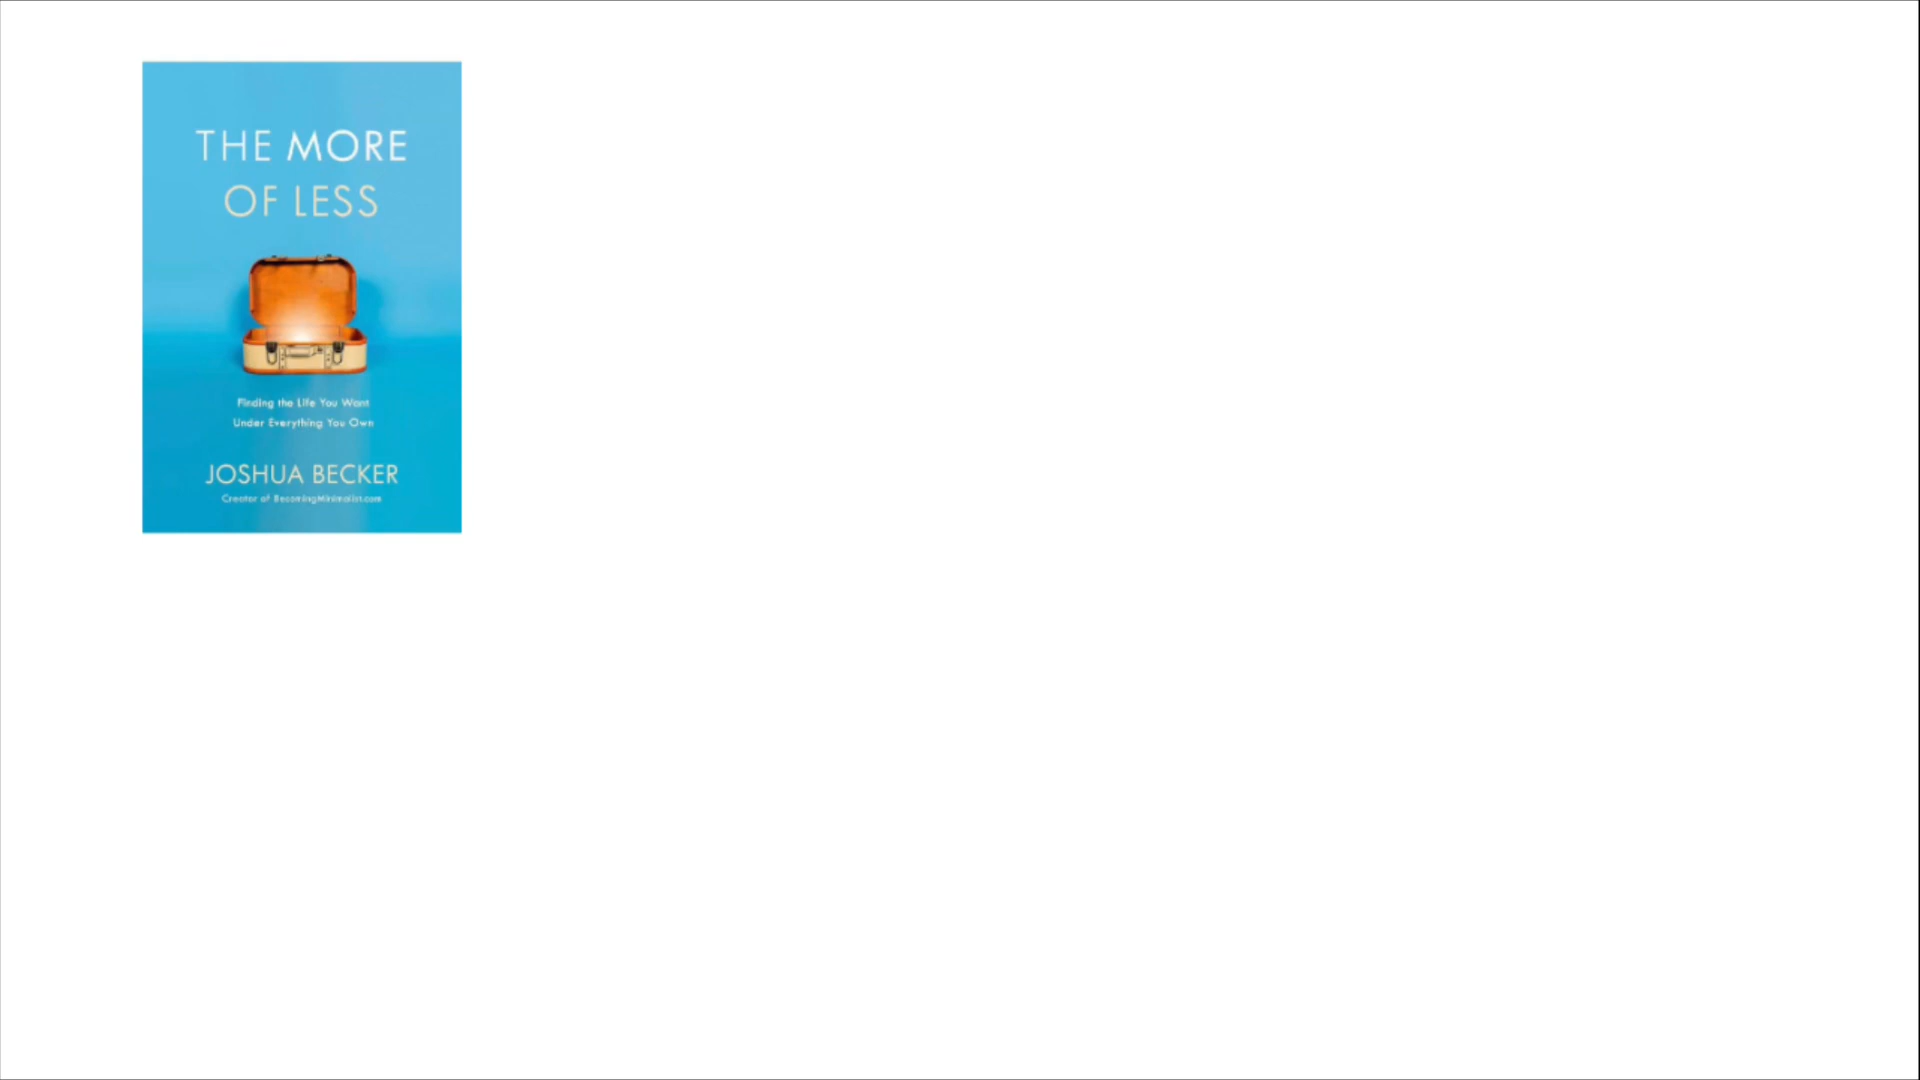 THE MORE
OF LESS
Finding the Life You Want
Under Everything You Own
JOSHUA BECKER
Creator of BecomingMinimalist.com